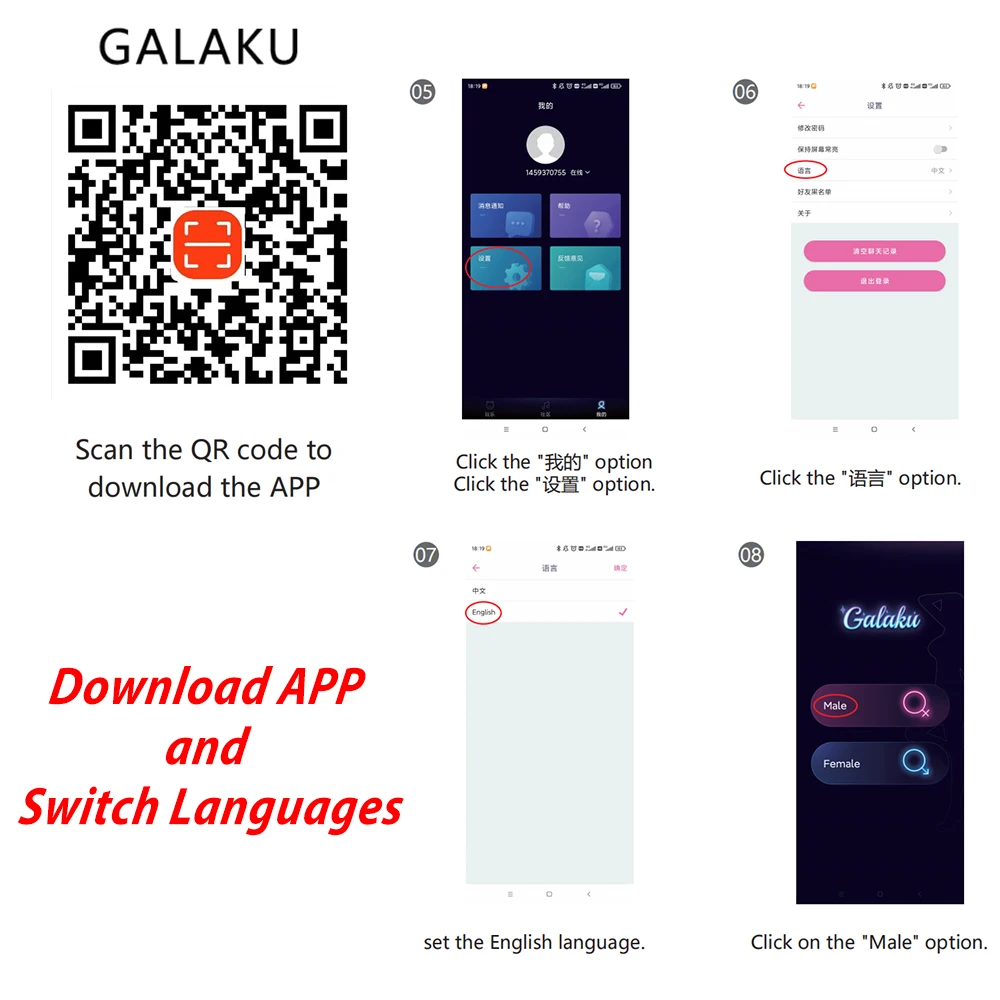 GALAKU
Scan the QR code to
download the APP
Download APP
and
Switch Languages
05
18:19
我的
1459370755 在线
消息通知
帮助
设置
反馈意见
社区
我的
Click the "我的" option
Click the "设置" option.
06
18:19
设置
修改密码
保持屏幕常亮
语言
中文
好友黑名单
关于
清空聊天记录
退出登录
Click the "语言" option.
07
18:19
语言
确定
中文
English
set the English language.
08
Galaku
Male
Female
Click on the "Male" option.